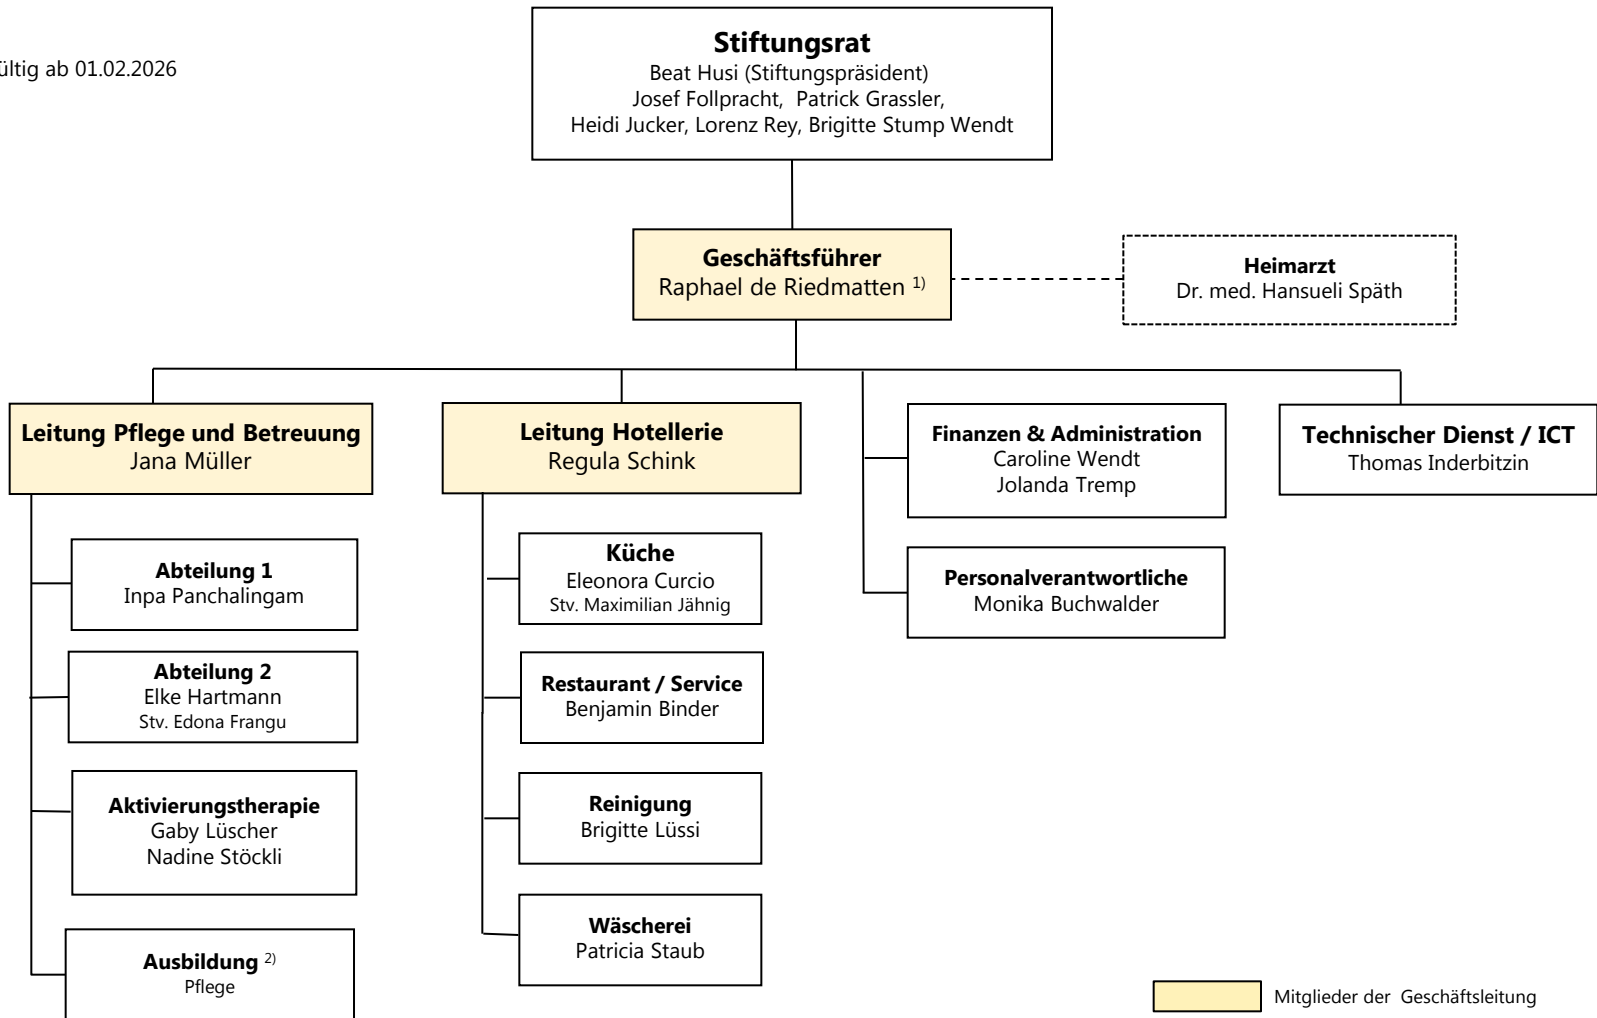 ültig ab 01.02.2026
Stiftungsrat
Beat Husi (Stiftungspräsident)
Josef Follpracht, Patrick Grassler,
Heidi Jucker, Lorenz Rey, Brigitte Stump Wendt
Geschäftsführer
Raphael de Riedmatten 1)
Heimarzt
Dr. med. Hansueli Späth
Leitung Pflege und Betreuung
Jana Müller
Leitung Hotellerie
Regula Schink
Finanzen & Administration
Caroline Wendt
Jolanda Tremp
Technischer Dienst / ICT
Thomas Inderbitzin
Abteilung 1
Inpa Panchalingam
Abteilung 2
Elke Hartmann
Stv. Edona Frangu
Aktivierungstherapie
Gaby Lüscher
Nadine Stöckli
Ausbildung 2)
Pflege
Küche
Eleonora Curcio
Stv. Maximilian Jähnig
Restaurant / Service
Benjamin Binder
Reinigung
Brigitte Lüssi
Wäscherei
Patricia Staub
Personalverantwortliche
Monika Buchwalder
Mitglieder der Geschäftsleitung